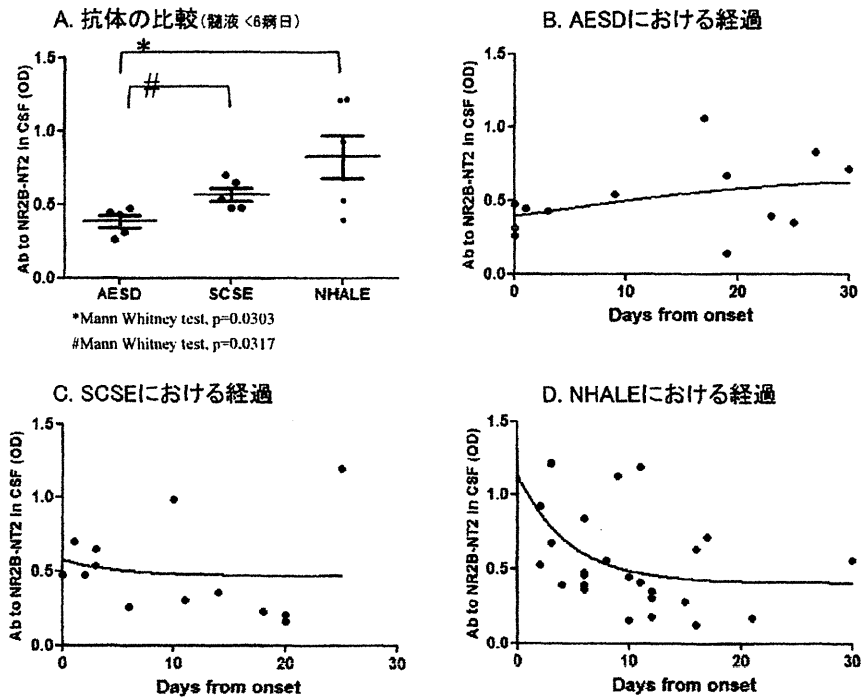 A. 抗体の比較(髄液 <6病日)
Ab to NR2B-NT2 in CSF (OD)
1.5
1.0
0.5
0.0
*
#
AESD
SCSE
NHALE
*Mann Whitney test, p=0.0303
#Mann Whitney test, p=0.0317
B. AESDにおける経過
Ab to NR2B-NT2 in CSF (OD)
1.5
1.0
0.5
0.0
0
10
20
30
Days from onset
C. SCSEにおける経過
Ab to NR2B-NT2 in CSF (OD)
1.5
1.0
0.5
0.0
0
10
20
30
Days from onset
D. NHALEにおける経過
Ab to NR2B-NT2 in CSF (OD)
1.5
1.0
0.5
0.0
0
10
20
30
Days from onset